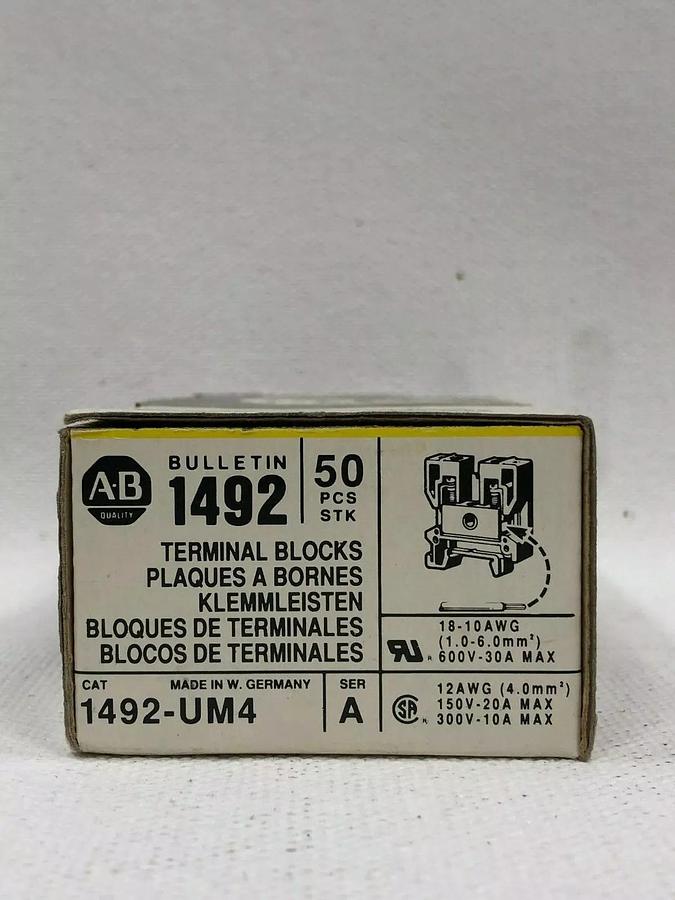 A-B
QUALITY
BULLETIN
1492
50
PCS
STK
TERMINAL BLOCKS
PLAQUES A BORNES
KLEMMLEISTEN
BLOQUES DE TERMINALES
BLOCOS DE TERMINALES
CAT MADE IN W. GERMANY
1492-UM4
SER
A
18-10AWG
(1.0-6.0mm²)
600V-30A MAX
12AWG (4.0mm²)
150V-20A MAX
300V-10A MAX